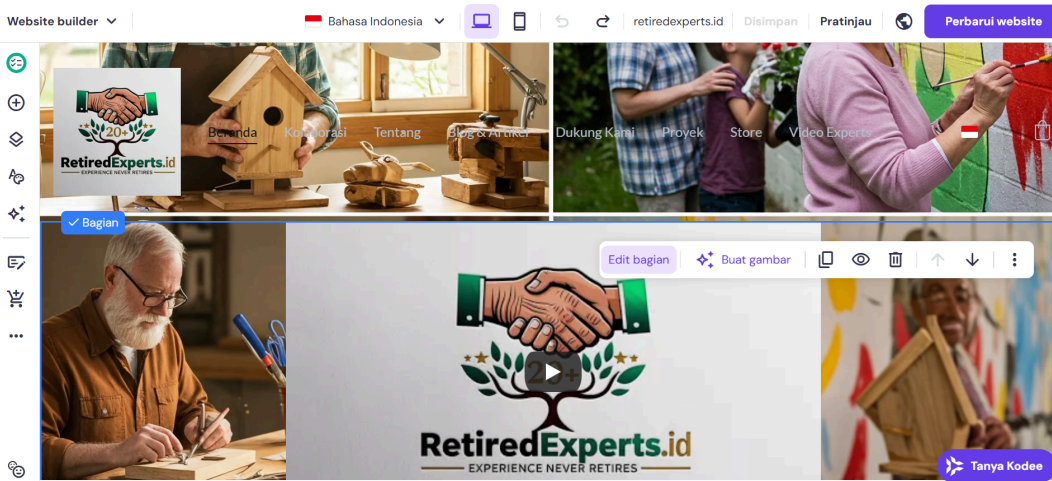 Website builder
Bahasa Indonesia
retiredexperts.id
Disimpan
Pratinjau
Perbarui website
20+
RetiredExperts.id
EXPERIENCE NEVER RETIRES
Beranda
Korporasi
Tentang
Blog & Artikel
Dukung Kami
Proyek
Store
Video Experts
Bagian
Edit bagian
Buat gambar
20+
RetiredExperts.id
EXPERIENCE NEVER RETIRES
Tanya Kodee